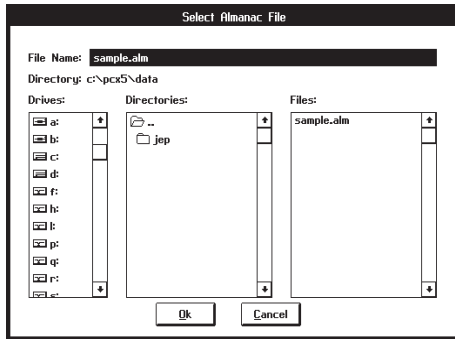 Select Almanac File
File Name: sample.alm
Directory: c:\pcx5\data
Drives: Directories: Files:
a: .. sample.alm
b: jep
c:
d:
f:
h:
l:
p:
q:
r:
s:
Ok Cancel